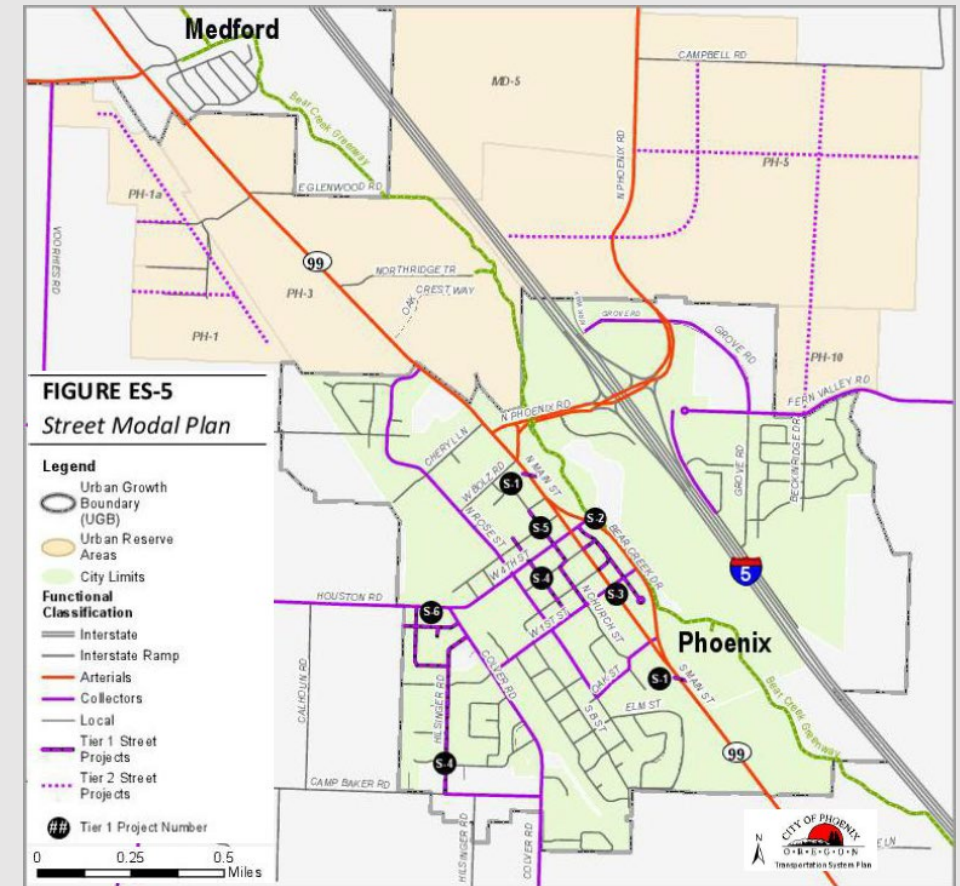 Medford
CAMPBELL RD
MD-5
Bear Creek Greenway
N PHOENIX RD
PH-5
E GLENWOOD RD
PH-1a
VOORHIES RD
99
NORTHRIDGE TR
OAK CREST WAY
PH-3
PH-1
GROVE RD
GROVE RD
PH-10
FERN VALLEY RD
FIGURE ES-5
Street Modal Plan
N PHOENIX RD
CHERYL LN
N MAIN ST
W BOLZ RD
GROVE RD
BECKINRIDGE DR
S-1
N ROSE ST
S-5
S-2
BEAR CREEK DR
W 4TH ST
5
S-4
S-3
HOUSTON RD
S-6
N CHURCH ST
W 1ST ST
Phoenix
COLVER RD
OAK ST
S-1
S MAIN ST
CALHOUN RD
HILSINGER RD
S B ST
ELM ST
Bear Creek Greenway
99
S-4
CAMP BAKER RD
HILSINGER RD
COLVER RD
Legend
Urban Growth
Boundary
(UGB)
Urban Reserve
Areas
City Limits
Functional
Classification
Interstate
Interstate Ramp
Arterials
Collectors
Local
Tier 1 Street
Projects
Tier 2 Street
Projects
## Tier 1 Project Number
0 0.25 0.5
Miles
N
CITY OF PHOENIX
O·R·E·G·O·N
Transportation System Plan